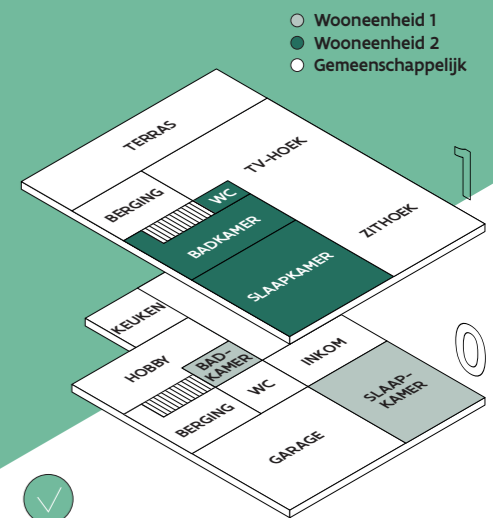 Wooneenheid 1
Wooneenheid 2
Gemeenschappelijk
TERRAS
TV-HOEK
BERGING
WC
ZITHOEK
BADKAMER
SLAAPKAMER
1
KEUKEN
HOBBY
BAD-
KAMER
INKOM
WC
SLAAP-
KAMER
BERGING
GARAGE
0